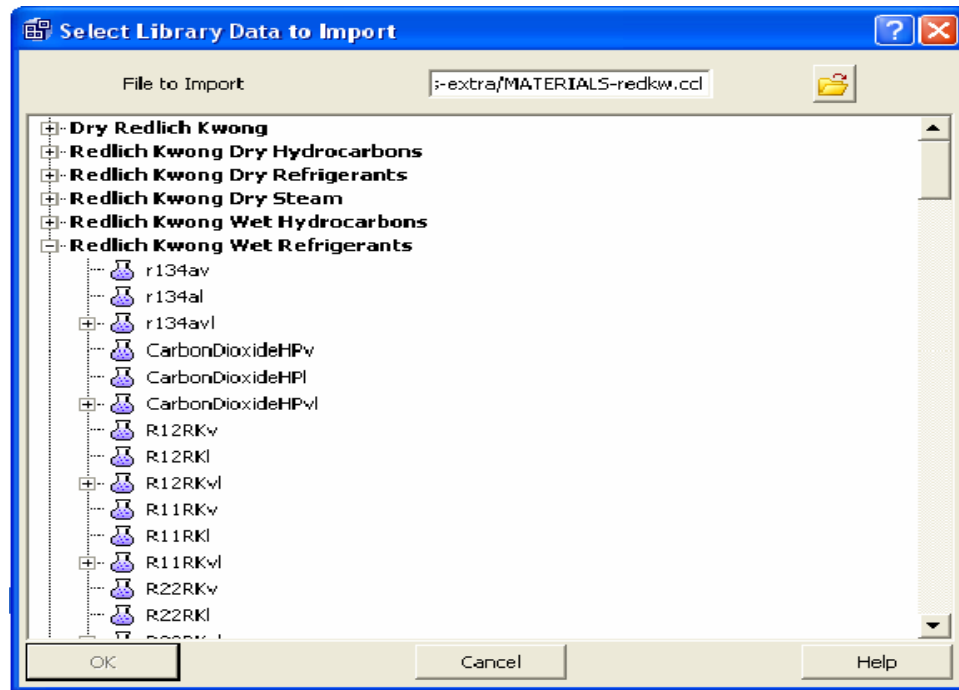 Select Library Data to Import
File to Import
s-extra/MATERIALS-redkw.ccl
Dry Redlich Kwong
Redlich Kwong Dry Hydrocarbons
Redlich Kwong Dry Refrigerants
Redlich Kwong Dry Steam
Redlich Kwong Wet Hydrocarbons
Redlich Kwong Wet Refrigerants
r134av
r134al
r134avl
CarbonDioxideHPv
CarbonDioxideHPl
CarbonDioxideHPvl
R12RKv
R12RKl
R12RKvl
R11RKv
R11RKl
R11RKvl
R22RKv
R22RKl
OK Cancel Help